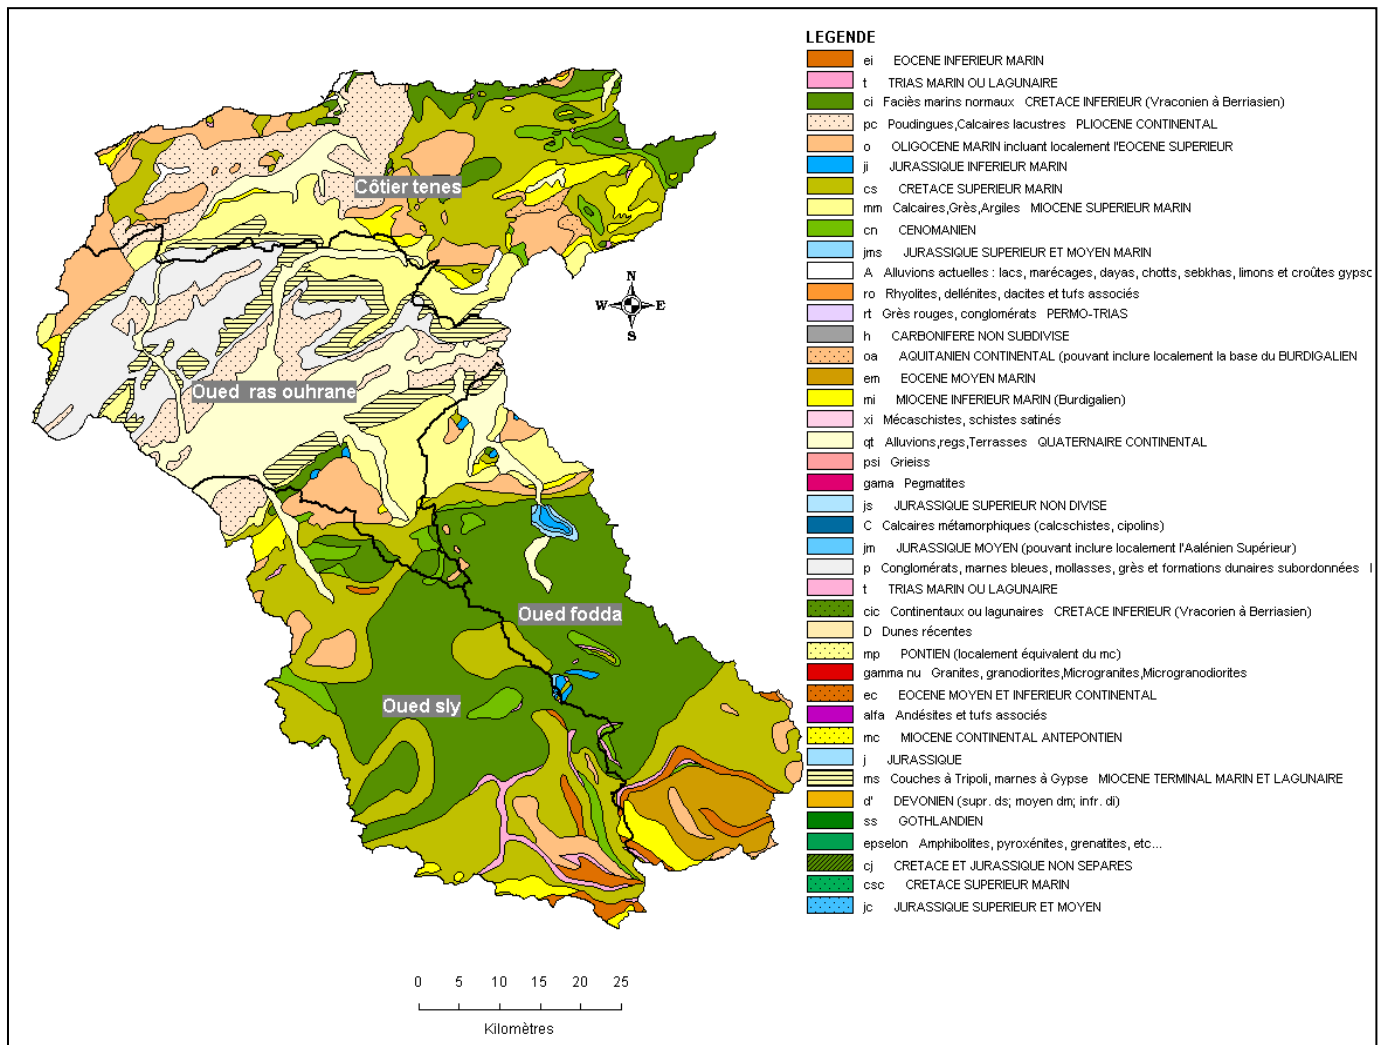 LEGENDE
ei EOCENE INFERIEUR MARIN
t TRIAS MARIN OU LAGUNAIRE
ci Faciès marins normaux CRETACE INFERIEUR (Vraconien à Berriasien)
pc Poudingues,Calcaires lacustres PLIOCENE CONTINENTAL
o OLIGOCENE MARIN incluant localement l'EOCENE SUPERIEUR
ji JURASSIQUE INFERIEUR MARIN
cs CRETACE SUPERIEUR MARIN
mm Calcaires,Grès,Argiles MIOCENE SUPERIEUR MARIN
cn CENOMANIEN
jms JURASSIQUE SUPERIEUR ET MOYEN MARIN
A Alluvions actuelles : lacs, marécages, dayas, chotts, sebkhas, limons et croûtes gypsc
ro Rhyolites, dellénites, dacites et tufs associés
rt Grès rouges, conglomérats PERMO-TRIAS
h CARBONIFERE NON SUBDIVISE
oa AQUITANIEN CONTINENTAL (pouvant inclure localement la base du BURDIGALIEN
em EOCENE MOYEN MARIN
mi MIOCENE INFERIEUR MARIN (Burdigalien)
xi Mécaschistes, schistes satinés
qt Alluvions,regs,Terrasses QUATERNAIRE CONTINENTAL
psi Grieiss
gama Pegmatites
js JURASSIQUE SUPERIEUR NON DIVISE
C Calcaires métamorphiques (calcschistes, cipolins)
jm JURASSIQUE MOYEN (pouvant inclure localement l'Aalénien Supérieur)
p Conglomérats, marnes bleues, mollasses, grès et formations dunaires subordonnées
t TRIAS MARIN OU LAGUNAIRE
cic Continentaux ou lagunaires CRETACE INFERIEUR (Vracorien à Berriasien)
D Dunes récentes
mp PONTIEN (localement équivalent du mc)
gamma nu Granites, granodiorites,Microgranites,Microgranodiorites
ec EOCENE MOYEN ET INFERIEUR CONTINENTAL
alfa Andésites et tufs associés
mc MIOCENE CONTINENTAL ANTEPONTIEN
j JURASSIQUE
ms Couches à Tripoli, marnes à Gypse MIOCENE TERMINAL MARIN ET LAGUNAIRE
d' DEVONIEN (supr. ds; moyen dm; infr. di)
ss GOTHLANDIEN
epselon Amphibolites, pyroxénites, grenatites, etc...
cj CRETACE ET JURASSIQUE NON SEPARES
csc CRETACE SUPERIEUR MARIN
jc JURASSIQUE SUPERIEUR ET MOYEN
Côtier tenes
N
W E
S
Oued ras ouhrane
Oued fodda
Oued sly
0 5 10 15 20 25
Kilomètres